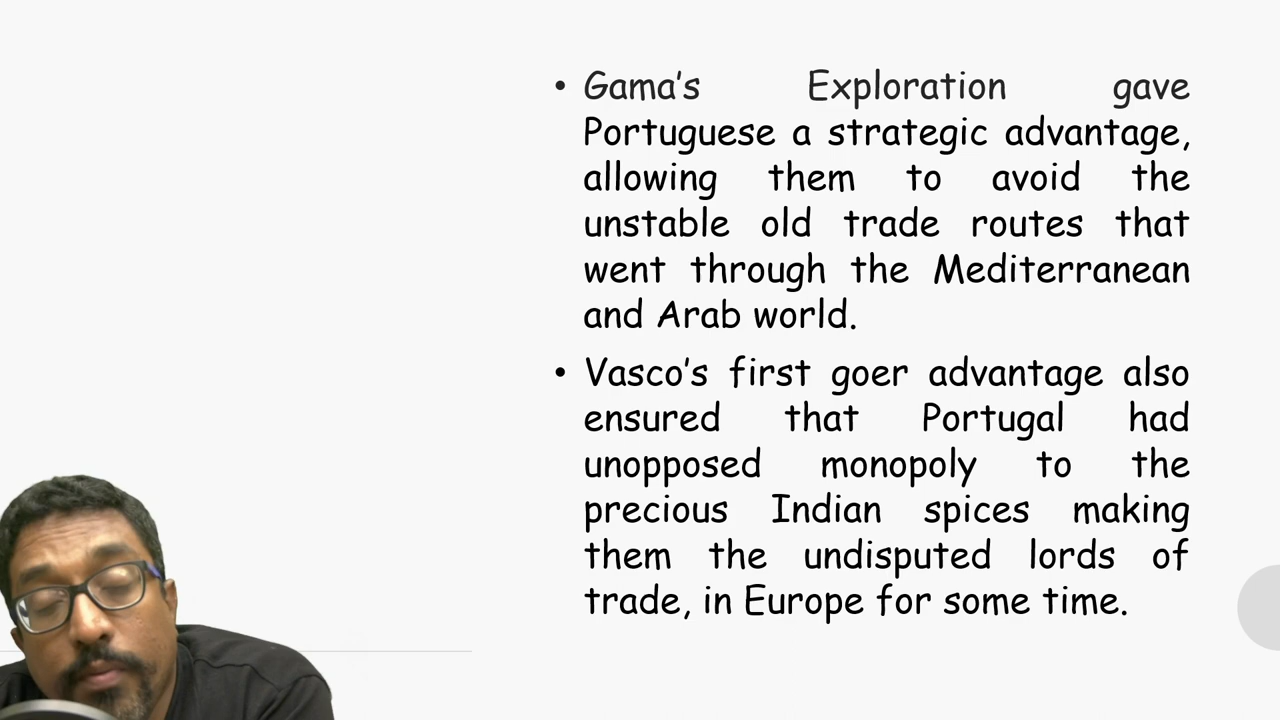 • Gama's Exploration gave
Portuguese a strategic advantage,
allowing them to avoid the
unstable old trade routes that
went through the Mediterranean
and Arab world.
• Vasco's first goer advantage also
ensured that Portugal had
unopposed monopoly to the
precious Indian spices making
them the undisputed lords of
trade, in Europe for some time.